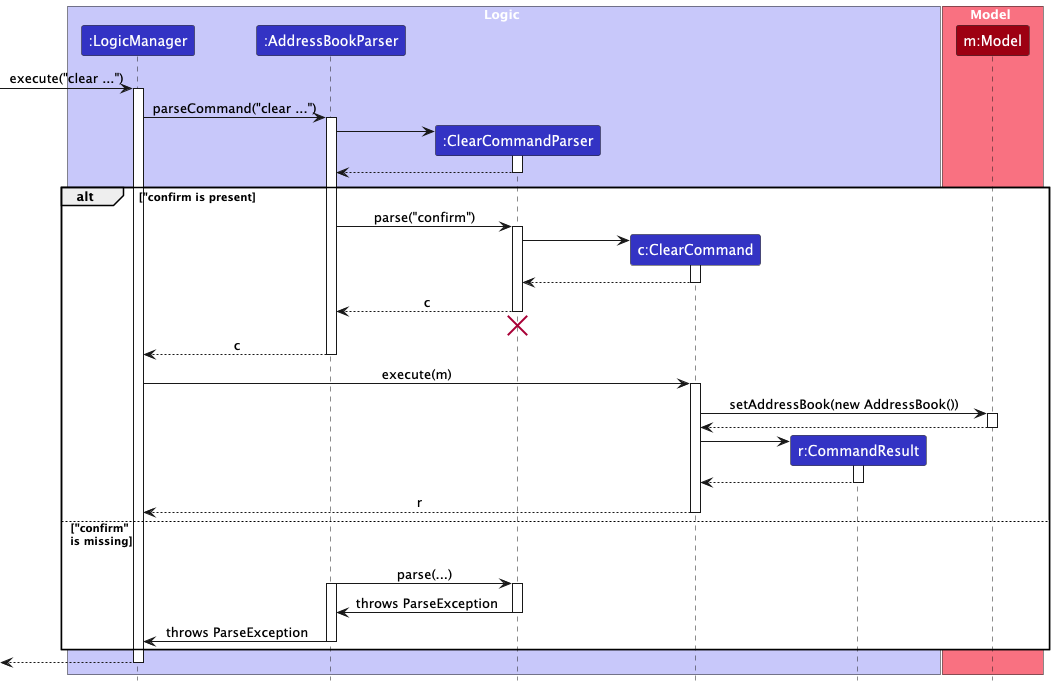 Logic
Model
:LogicManager
:AddressBookParser
m:Model
execute("clear ...")
parseCommand("clear ...")
:ClearCommandParser
alt
["confirm is present]
parse("confirm")
c:ClearCommand
c
c
execute(m)
setAddressBook(new AddressBook())
r:CommandResult
r
["confirm"
is missing]
parse(...)
throws ParseException
throws ParseException